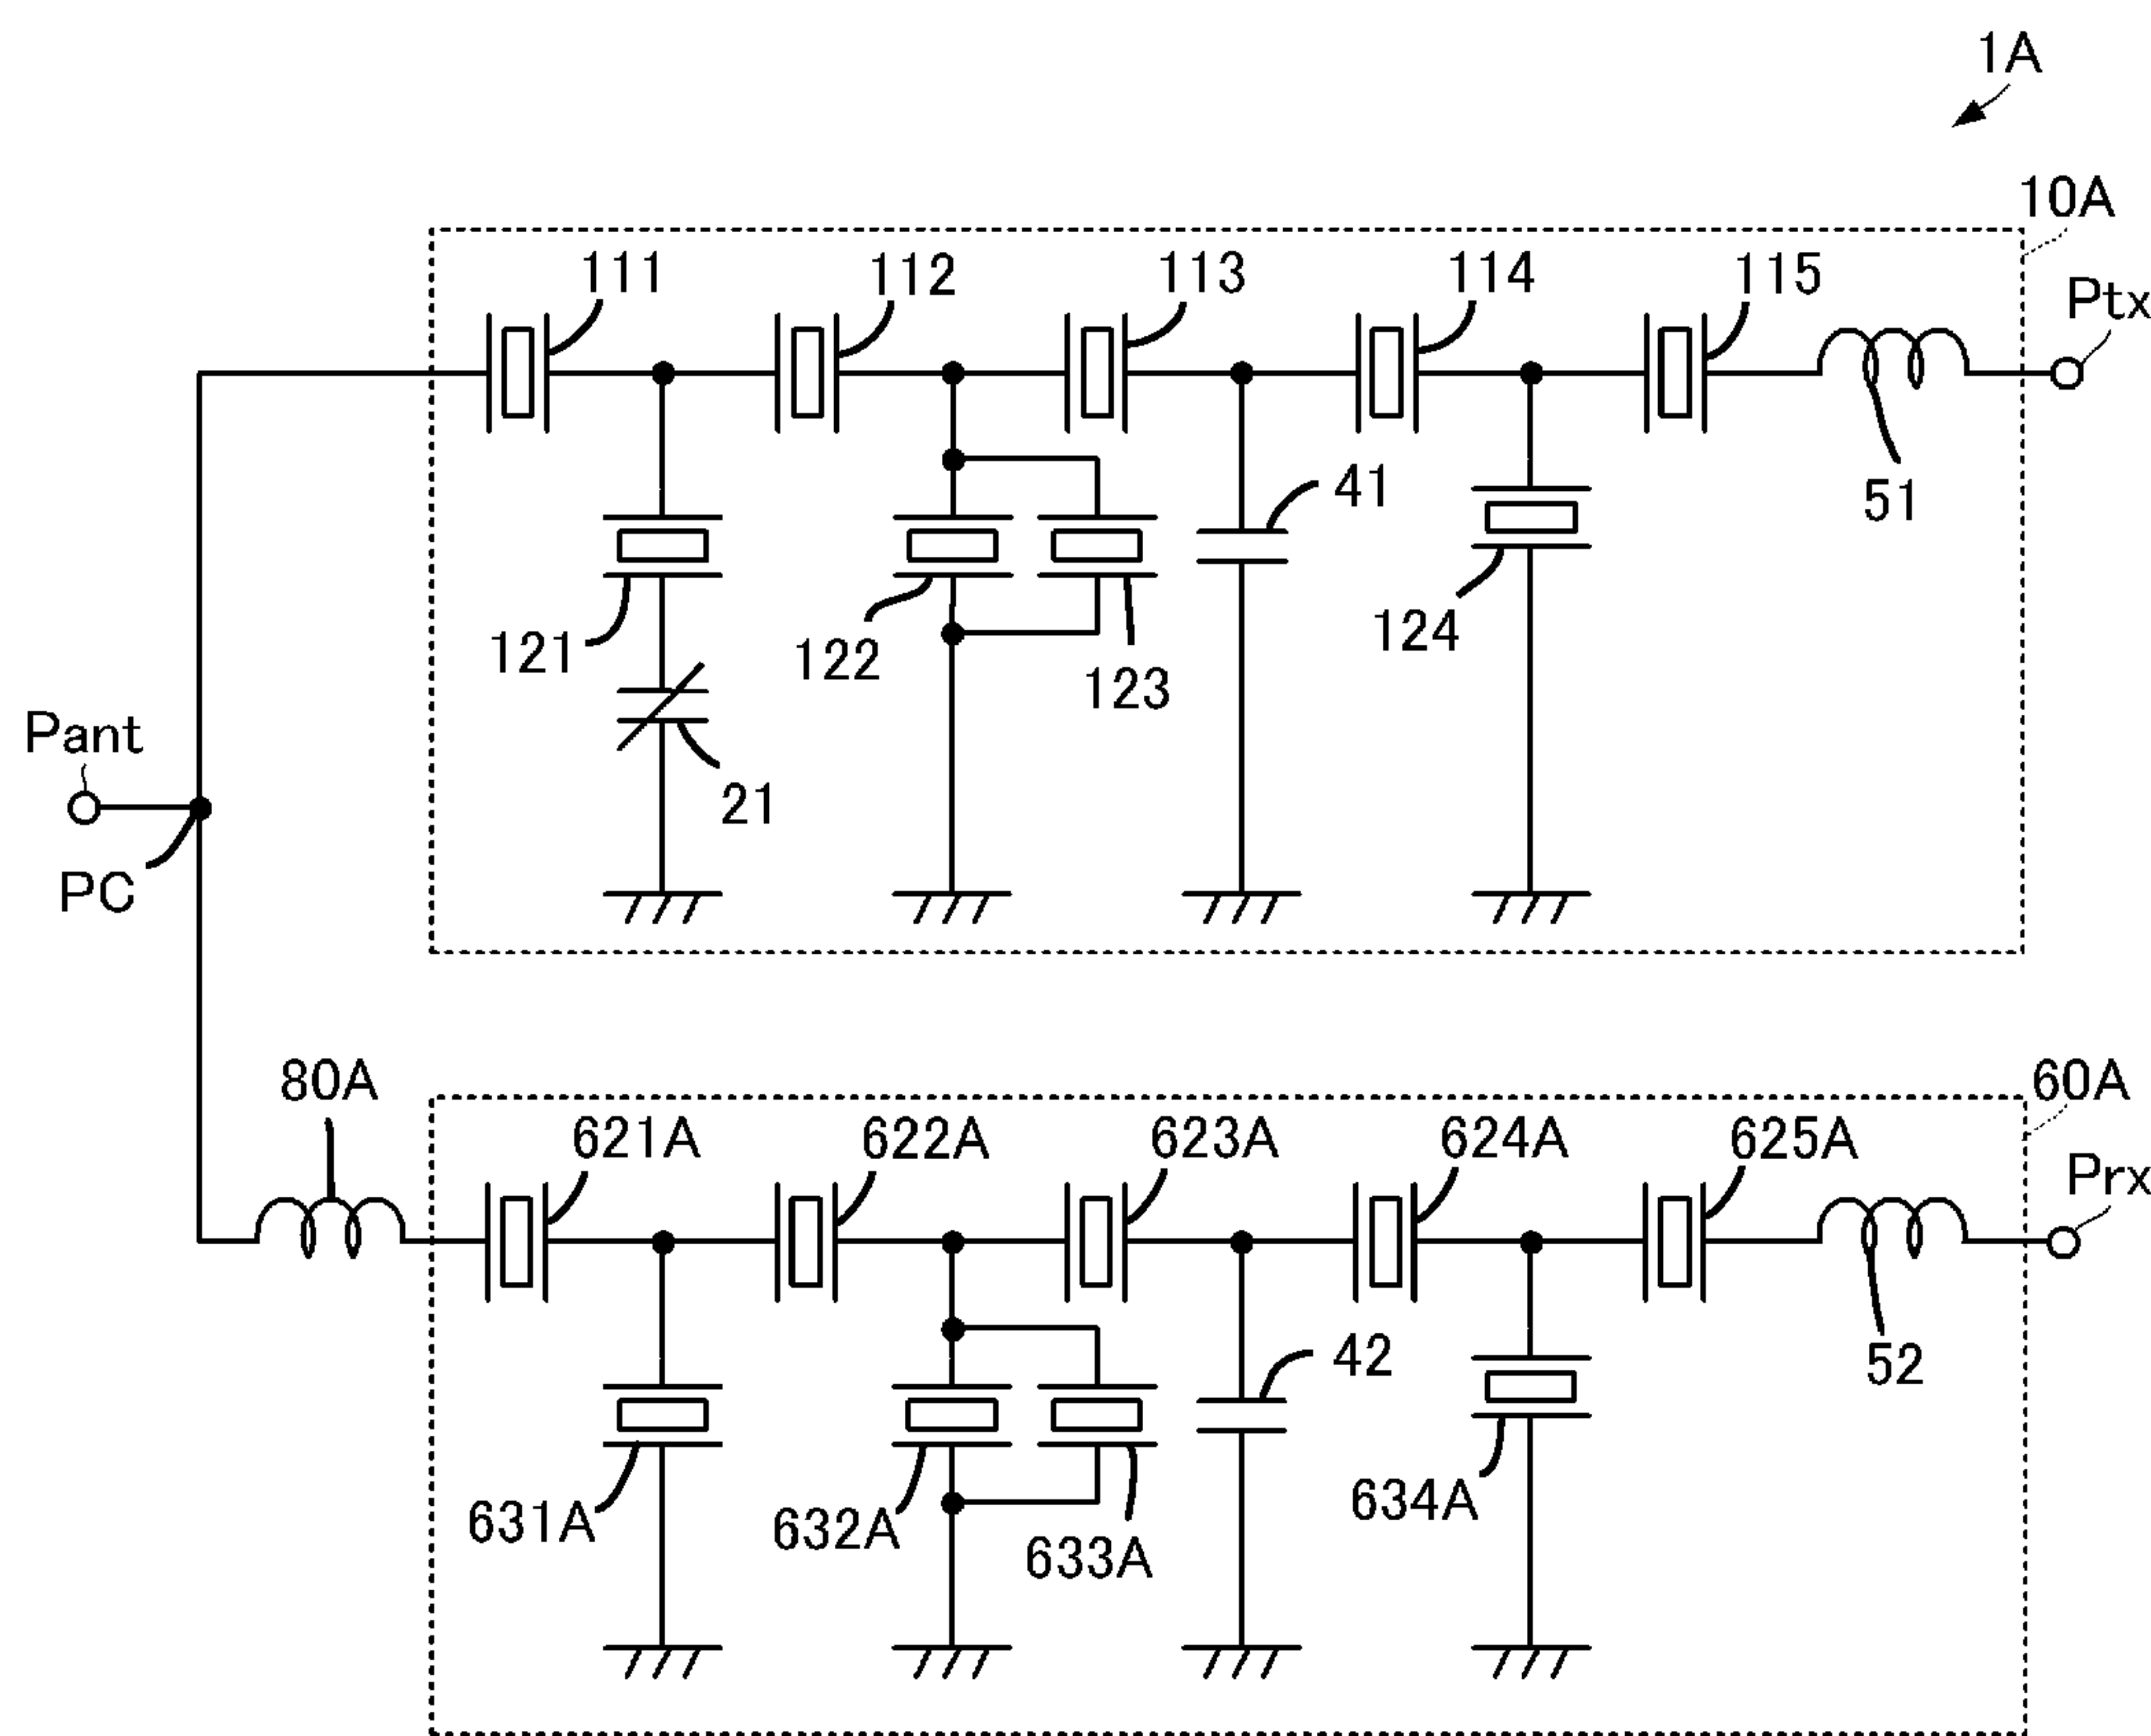 1A
10A
111 112 113 114 115 Ptx
41 51
121 122 123 124
Pant 21
PC
80A 60A
621A 622A 623A 624A 625A Prx
42 52
631A 632A 633A 634A